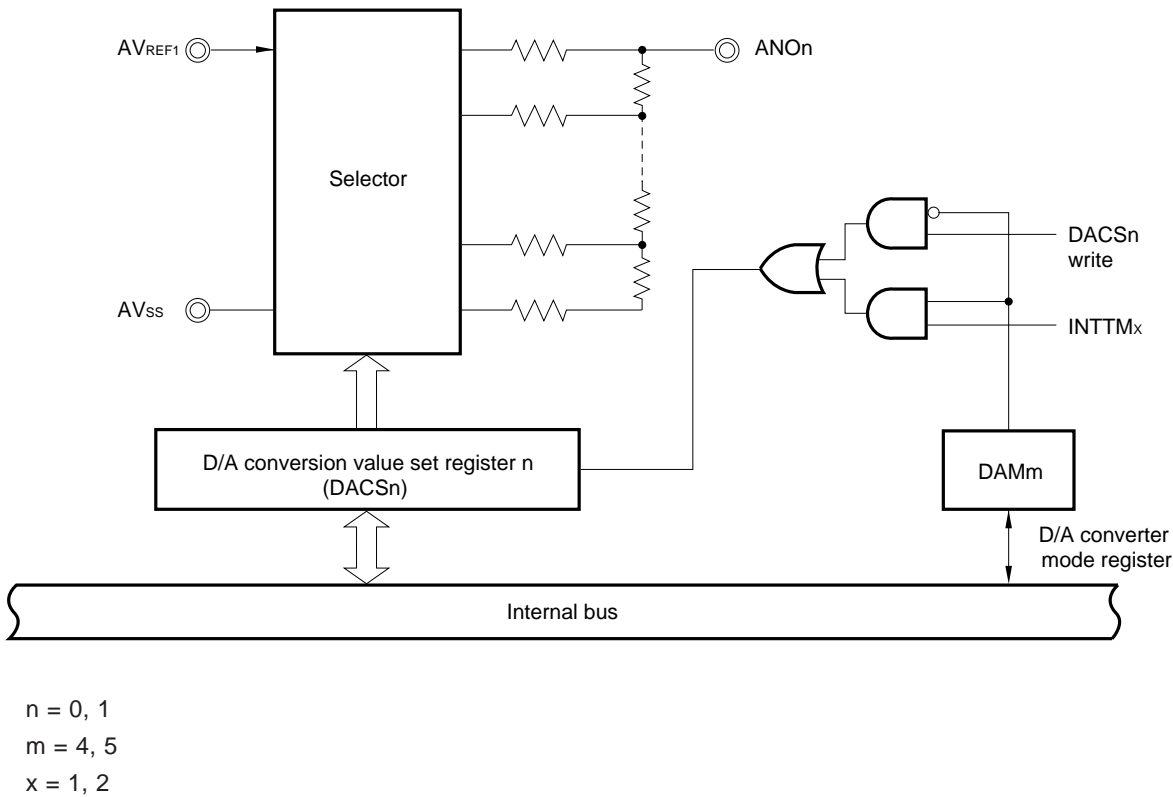 AVREF1
ANOn
Selector
DACSn
write
AVSS
INTTMx
D/A conversion value set register n
(DACSn)
DAMm
D/A converter
mode register
Internal bus
n = 0, 1
m = 4, 5
x = 1, 2